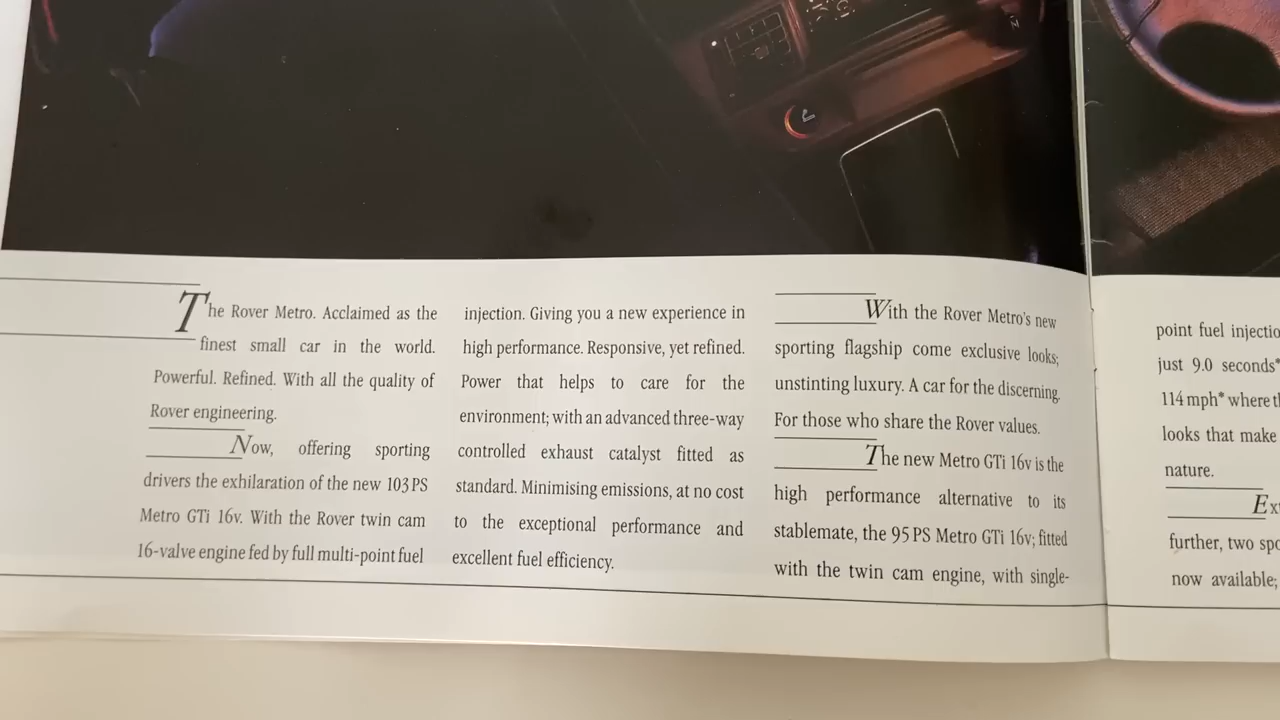 The Rover Metro. Acclaimed as the
finest small car in the world.
Powerful. Refined. With all the quality of
Rover engineering.
Now, offering sporting
drivers the exhilaration of the new 103 PS
Metro GTi 16v. With the Rover twin cam
16-valve engine fed by full multi-point fuel
injection. Giving you a new experience in
high performance. Responsive, yet refined.
Power that helps to care for the
environment; with an advanced three-way
controlled exhaust catalyst fitted as
standard. Minimising emissions, at no cost
to the exceptional performance and
excellent fuel efficiency.
With the Rover Metro's new
sporting flagship come exclusive looks;
unstinting luxury. A car for the discerning.
For those who share the Rover values.
The new Metro GTi 16v is the
high performance alternative to its
stablemate, the 95 PS Metro GTi 16v; fitted
with the twin cam engine, with single-
point fuel
just 9.0 seconds*
114 mph* where
looks that make
nature.
further, two
now available;